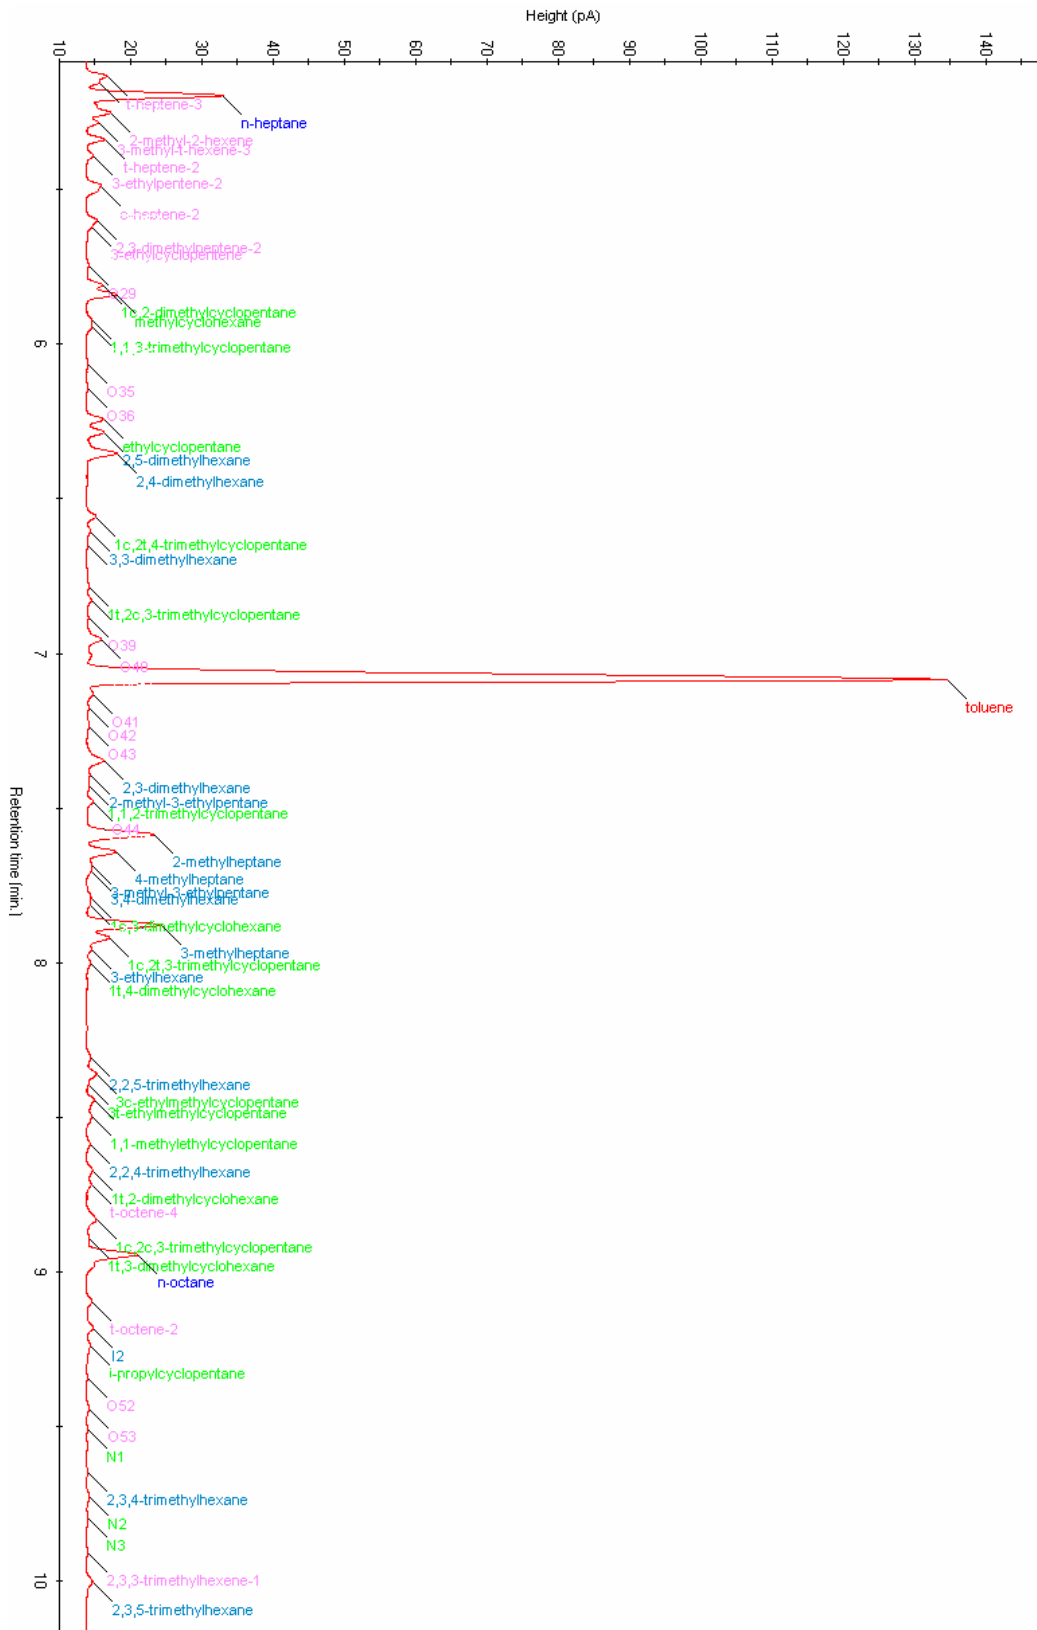 Height (pA)
10
20
30
40
50
60
70
80
90
100
110
120
130
140
t-heptene-3
n-heptane
2-methyl-2-hexene
3-methyl-t-hexene-3
t-heptene-2
3-ethylpentene-2
c-heptene-2
2,3-dimethylpentene-2
3-ethylcyclopentene
O29
1c,2-dimethylcyclopentane
methylcyclohexane
6
1,1,3-trimethylcyclopentane
O35
O36
ethylcyclopentane
2,5-dimethylhexane
2,4-dimethylhexane
1c,2t,4-trimethylcyclopentane
3,3-dimethylhexane
1t,2c,3-trimethylcyclopentane
O39
7
O48
toluene
O41
O42
O43
2,3-dimethylhexane
2-methyl-3-ethylpentane
1,1,2-trimethylcyclopentane
O44
Retention time [min.]
2-methylheptane
4-methylheptane
3-methyl-3-ethylpentane
3,4-dimethylhexane
1c,3-dimethylcyclohexane
3-methylheptane
8
1c,2t,3-trimethylcyclopentane
3-ethylhexane
1t,4-dimethylcyclohexane
2,2,5-trimethylhexane
3c-ethylmethylcyclopentane
3t-ethylmethylcyclopentane
1,1-methylethylcyclopentane
2,2,4-trimethylhexane
1t,2-dimethylcyclohexane
t-octene-4
1c,2c,3-trimethylcyclopentane
1t,3-dimethylcyclohexane
9
n-octane
t-octene-2
I2
i-propylcyclopentane
O52
O53
N1
2,3,4-trimethylhexane
N2
N3
10
2,3,3-trimethylhexene-1
2,3,5-trimethylhexane